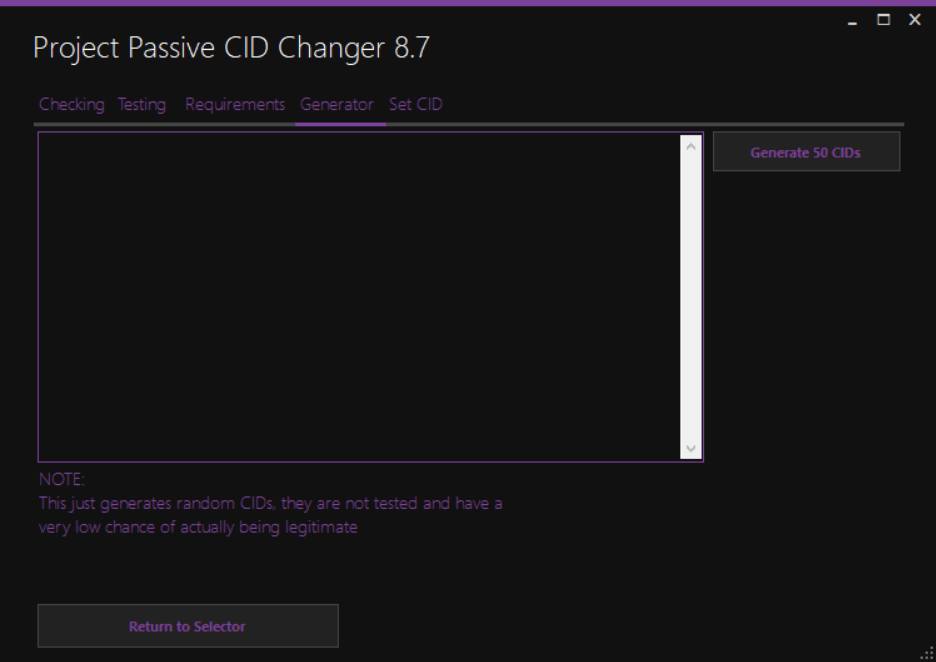 Project Passive CID Changer 8.7
Checking Testing Requirements Generator Set CID
Generate 50 CIDs
NOTE:
This just generates random CIDs, they are not tested and have a
very low chance of actually being legitimate
Return to Selector